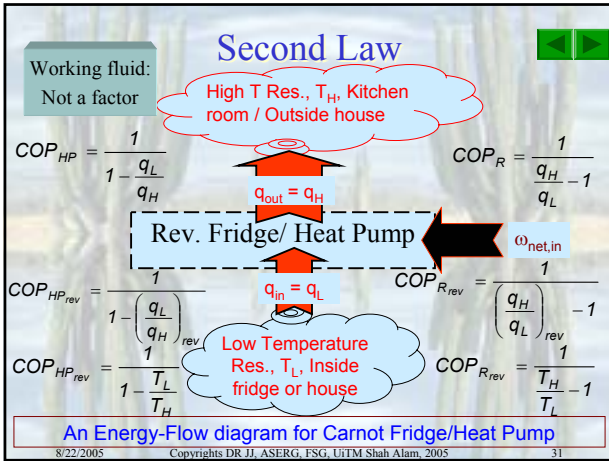 Second Law
Working fluid:
Not a factor
High T Res., T_H, Kitchen
room / Outside house
COP_HP = 1 / (1 - q_L / q_H)
COP_R = 1 / (q_H / q_L - 1)
q_out = q_H
Rev. Fridge/ Heat Pump
ω_net,in
q_in = q_L
COP_HP_rev = 1 / (1 - (q_L / q_H)_rev)
COP_R_rev = 1 / ((q_H / q_L)_rev - 1)
Low Temperature
Res., T_L, Inside
fridge or house
COP_HP_rev = 1 / (1 - T_L / T_H)
COP_R_rev = 1 / (T_H / T_L - 1)
An Energy-Flow diagram for Carnot Fridge/Heat Pump
8/22/2005 Copyrights DR JJ, ASERG, FSG, UiTM Shah Alam, 2005 31